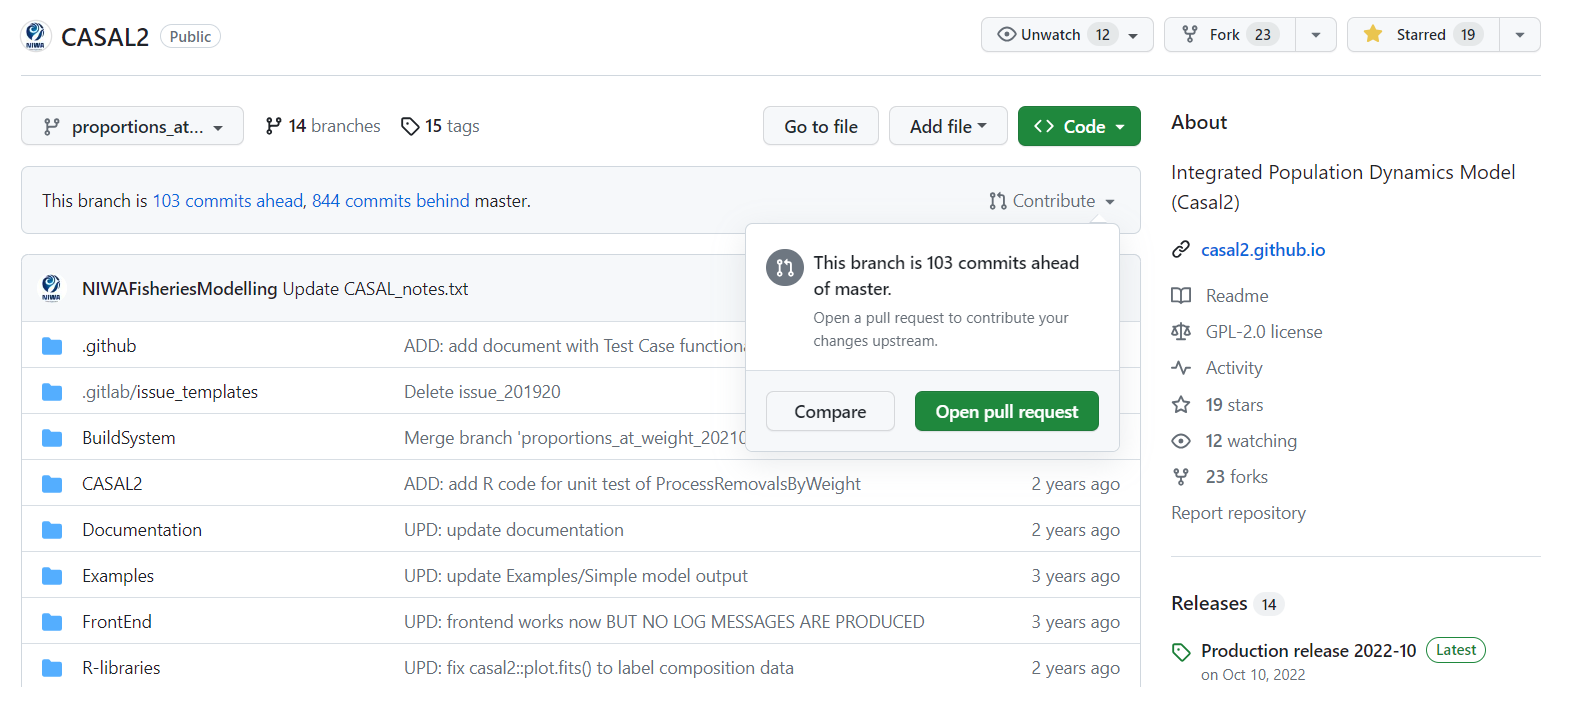 NIWA CASAL2 Public Unwatch 12 Fork 23 Starred 19
proportions_at... 14 branches 15 tags Go to file Add file Code
This branch is 103 commits ahead, 844 commits behind master. Contribute
This branch is 103 commits ahead
of master.
Open a pull request to contribute your
changes upstream.
Compare Open pull request
NIWA NIWAFisheriesModelling Update CASAL_notes.txt
.github ADD: add document with Test Case functiona
.gitlab/issue_templates Delete issue_201920
BuildSystem Merge branch 'proportions_at_weight_20210
CASAL2 ADD: add R code for unit test of ProcessRemovalsByWeight 2 years ago
Documentation UPD: update documentation 2 years ago
Examples UPD: update Examples/Simple model output 3 years ago
FrontEnd UPD: frontend works now BUT NO LOG MESSAGES ARE PRODUCED 3 years ago
R-libraries UPD: fix casal2::plot.fits() to label composition data 2 years ago
About
Integrated Population Dynamics Model
(Casal2)
casal2.github.io
Readme
GPL-2.0 license
Activity
19 stars
12 watching
23 forks
Report repository
Releases 14
Production release 2022-10 Latest
on Oct 10, 2022